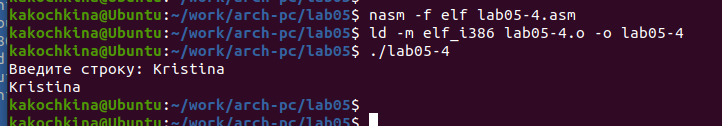 kakochkina@Ubuntu:~/work/arch-pc/lab05$ nasm -f elf lab05-4.asm
kakochkina@Ubuntu:~/work/arch-pc/lab05$ ld -m elf_i386 lab05-4.o -o lab05-4
kakochkina@Ubuntu:~/work/arch-pc/lab05$ ./lab05-4
Введите строку: Kristina
Kristina
kakochkina@Ubuntu:~/work/arch-pc/lab05$
kakochkina@Ubuntu:~/work/arch-pc/lab05$